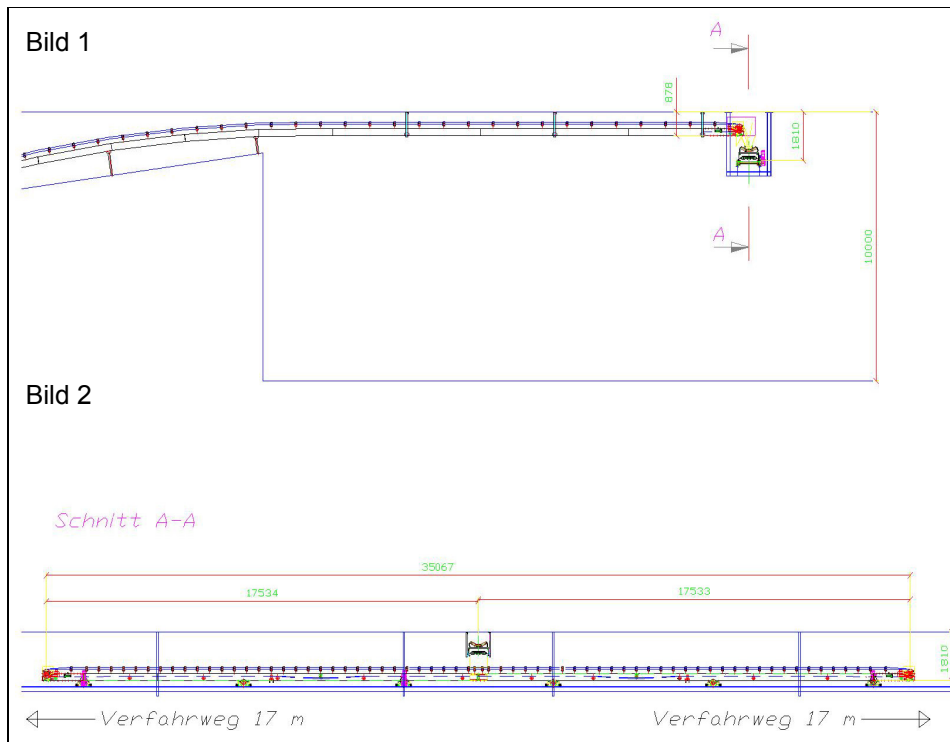 Bild 1
A
878
1810
A
10000
Bild 2
Schnitt A-A
35067
17534
17533
1810
Verfahrweg 17 m
Verfahrweg 17 m